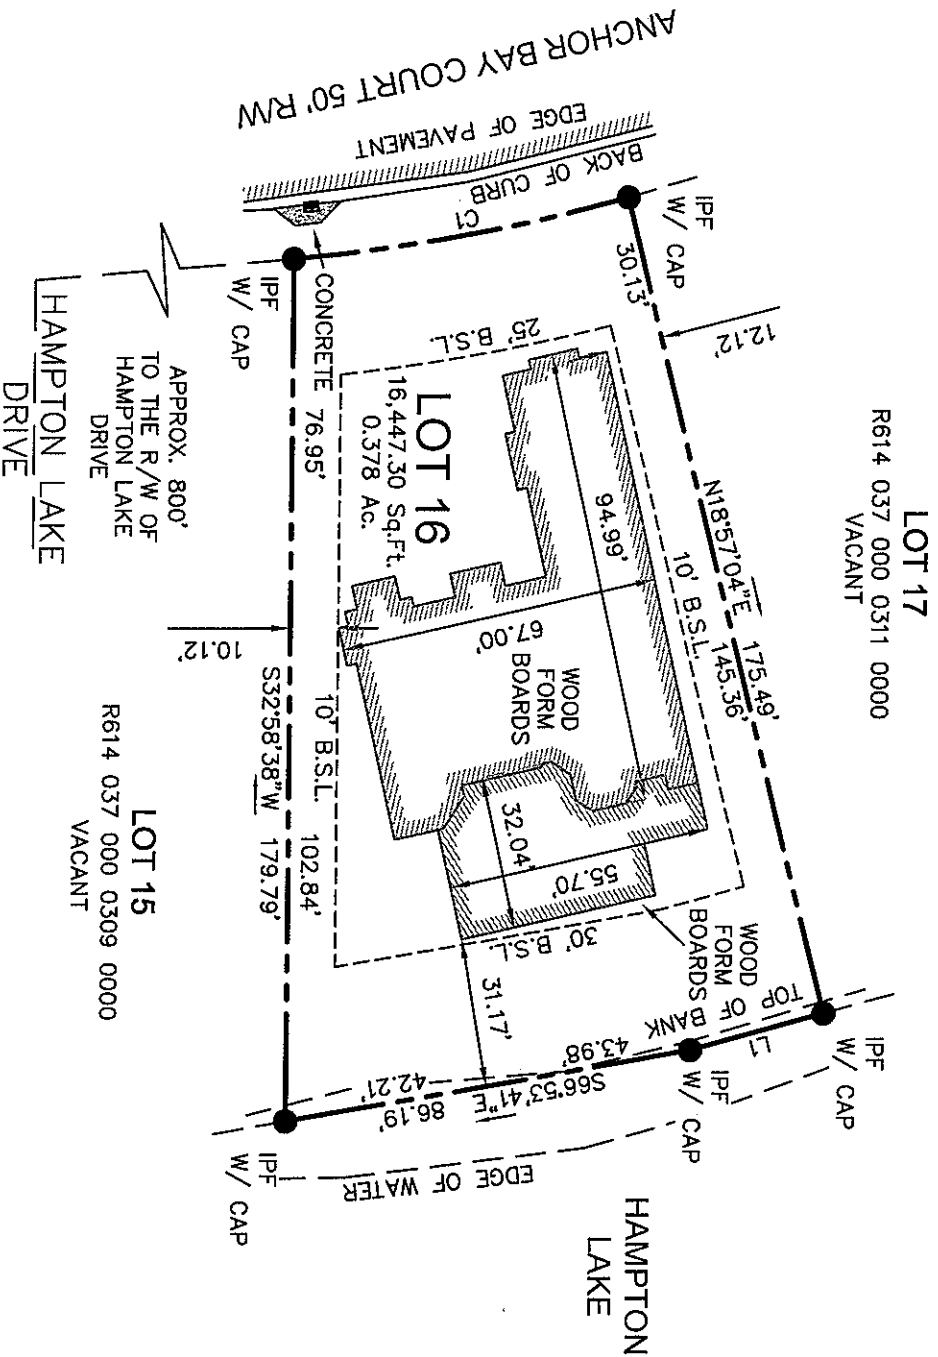 ANCHOR BAY COURT 50' R/W
EDGE OF PAVEMENT
BACK OF CURB
C1
IPF
W/ CAP
30.13'
12.12'
LOT 17
R614 037 000 0311 0000
VACANT
N18°57'04"E 175.49'
145.36'
10' B.S.L.
25' B.S.L.
94.99'
67.00'
WOOD
FORM
BOARDS
LOT 16
16,447.30 Sq.Ft.
0.378 Ac.
CONCRETE
76.95'
IPF
W/ CAP
APPROX. 800'
TO THE R/W OF
HAMPTON LAKE
DRIVE
HAMPTON LAKE
DRIVE
10.12'
10' B.S.L.
102.84'
S32°58'38"W 179.79'
LOT 15
R614 037 000 0309 0000
VACANT
32.04'
55.70'
30' B.S.L.
31.17'
WOOD
FORM
BOARDS
TOP OF BANK
L1
IPF
W/ CAP
IPF
W/ CAP
43.98'
S66°53'41"E
86.19'
42.21'
IPF
W/ CAP
EDGE OF WATER
HAMPTON
LAKE